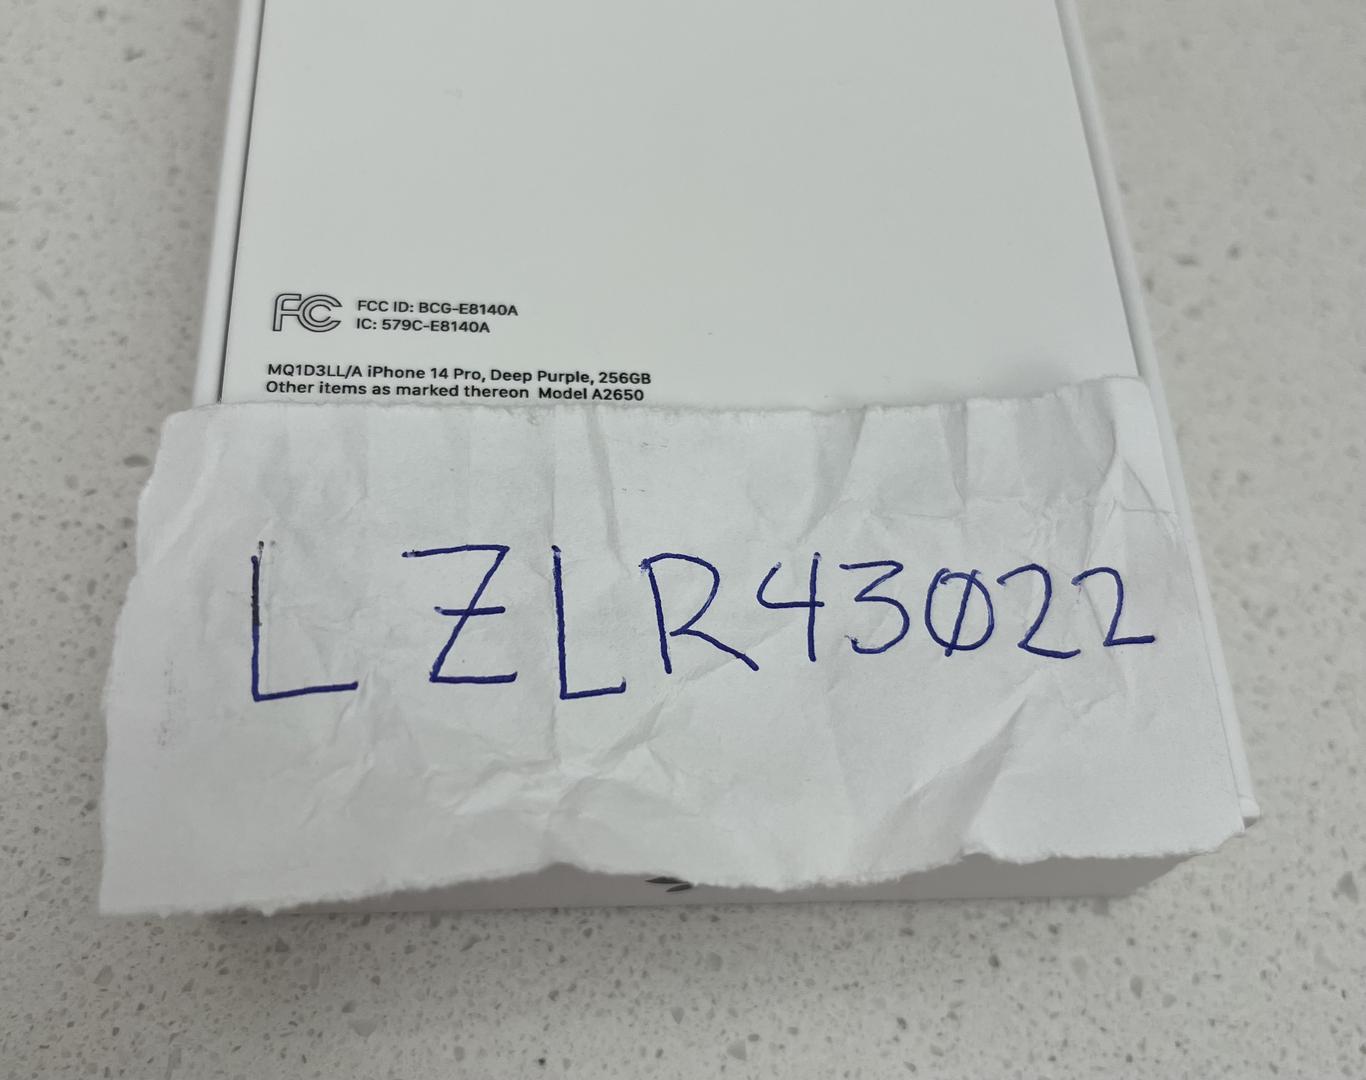 FC FCC ID: BCG-E8140A
IC: 579C-E8140A
MQ1D3LL/A iPhone 14 Pro, Deep Purple, 256GB
Other items as marked thereon Model A2650
LZLR43022